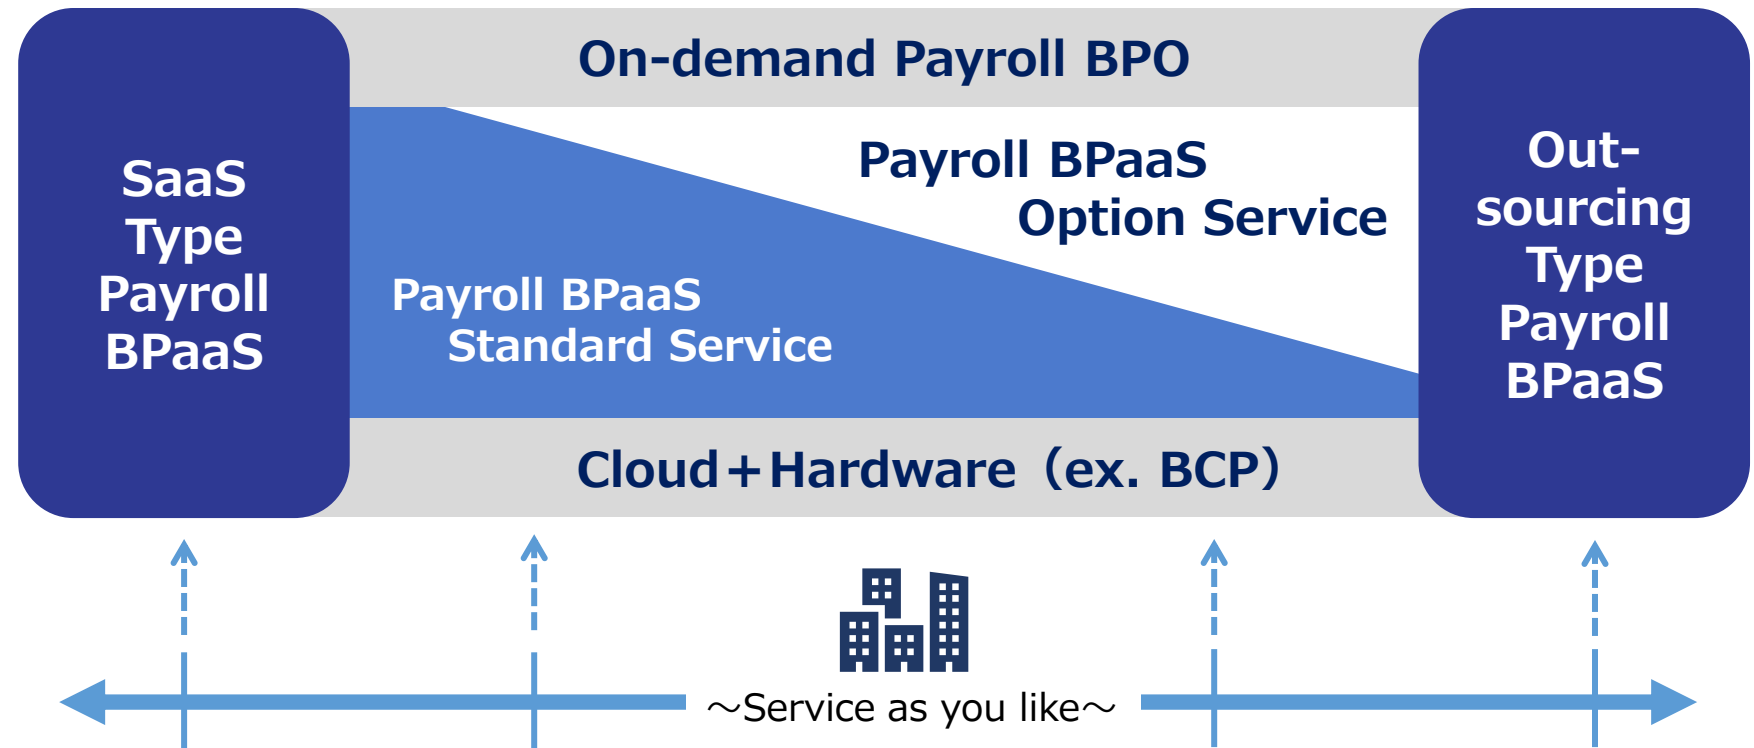 On-demand Payroll BPO
SaaS
Type
Payroll
BPaaS
Payroll BPaaS
Option Service
Payroll BPaaS
Standard Service
Out-
sourcing
Type
Payroll
BPaaS
Cloud＋Hardware（ex. BCP）
～Service as you like～